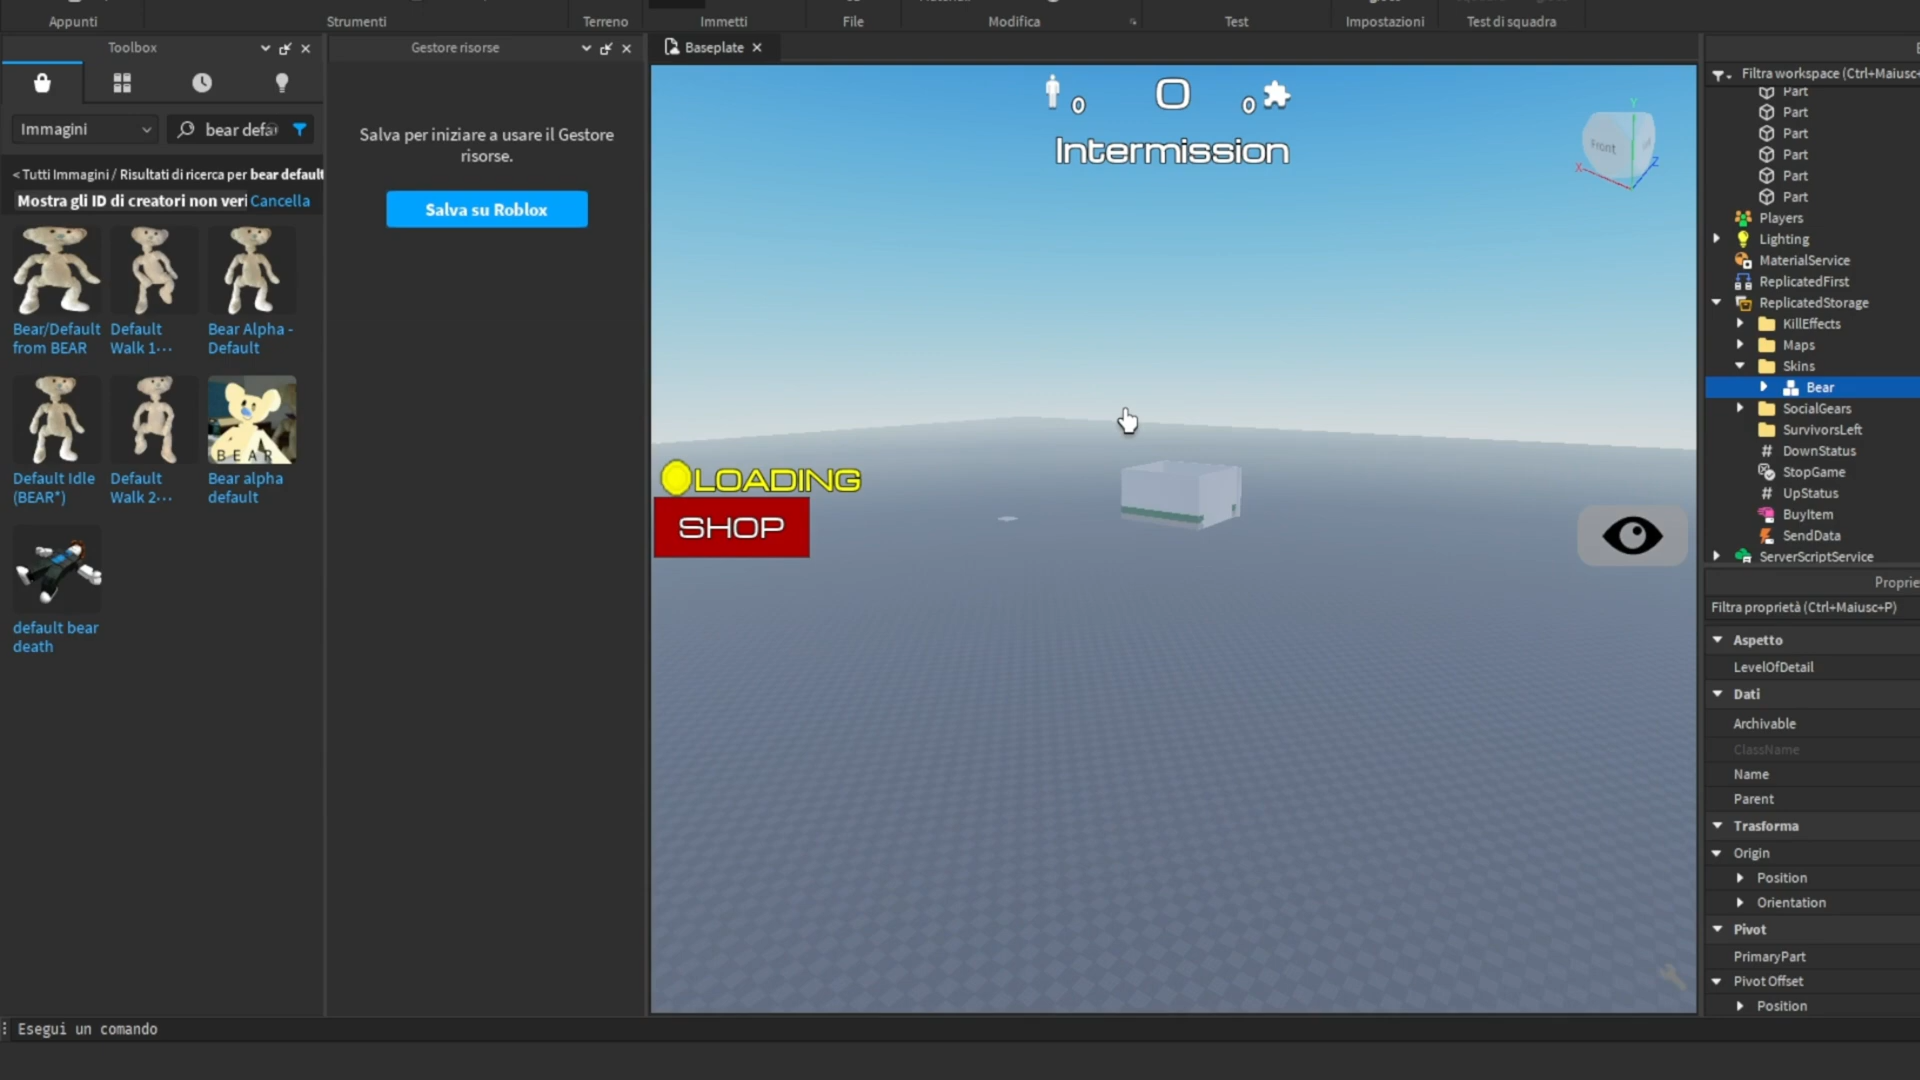 Appunti
Strumenti
Terreno
Immetti
File
Modifica
Test
Impostazioni
Test di squadra
Toolbox
Immagini
bear defau
< Tutti Immagini / Risultati di ricerca per bear default
Mostra gli ID di creatori non veri
Cancella
Bear/Default
from BEAR
Default
Walk 1...
Bear Alpha -
Default
Default Idle
(BEAR*)
Default
Walk 2...
BEAR
Bear alpha
default
default bear
death
Gestore risorse
Salva per iniziare a usare il Gestore
risorse.
Salva su Roblox
Baseplate
0
0
0
Intermission
LOADING
SHOP
Y
Front
X
Z
Filtra workspace (Ctrl+Maiusc+
Part
Part
Part
Part
Part
Part
Players
Lighting
MaterialService
ReplicatedFirst
ReplicatedStorage
KillEffects
Maps
Skins
Bear
SocialGears
SurvivorsLeft
# DownStatus
StopGame
# UpStatus
BuyItem
SendData
ServerScriptService
Proprie
Filtra proprietà (Ctrl+Maiusc+P)
Aspetto
LevelOfDetail
Dati
Archivable
ClassName
Name
Parent
Trasforma
Origin
Position
Orientation
Pivot
PrimaryPart
Pivot Offset
Position
Esegui un comando